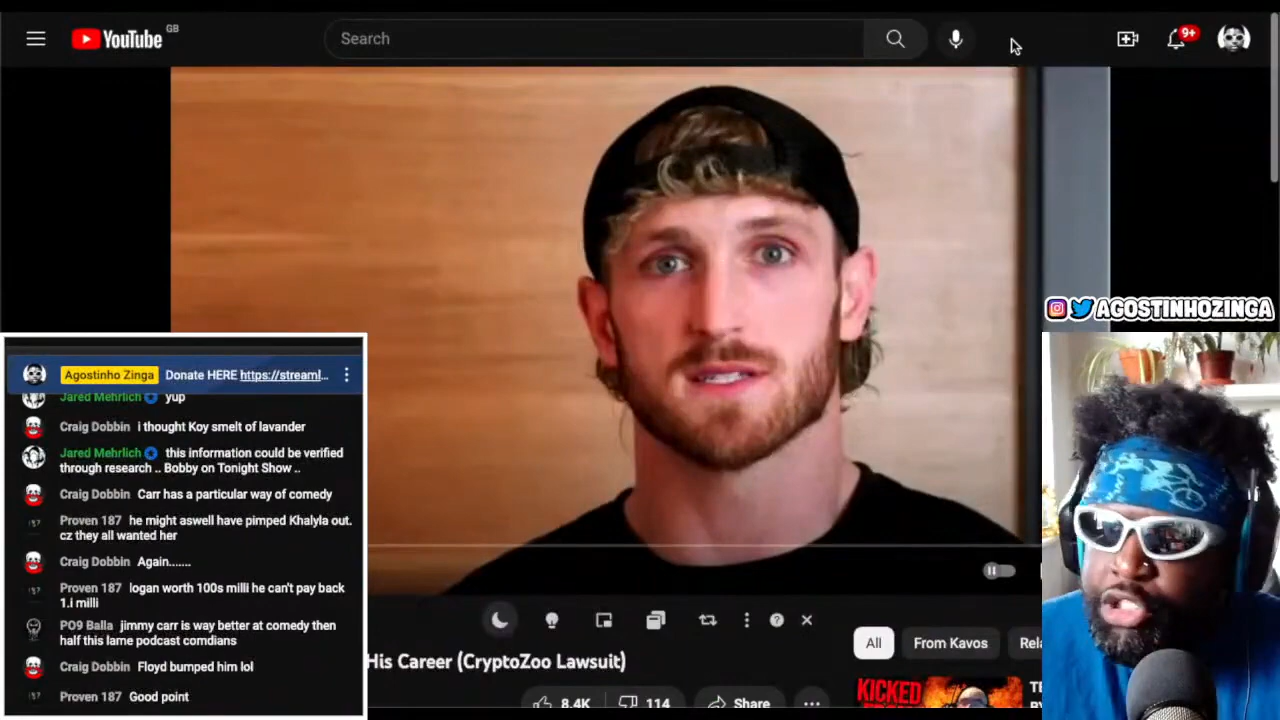 YouTube GB
Search
9+
AGOSTINHOZINGA
Agostinho Zinga Donate HERE https://streaml...
Jared Mehrlich yup
Craig Dobbin i thought Koy smelt of lavander
Jared Mehrlich this information could be verified
through research .. Bobby on Tonight Show ..
Craig Dobbin Carr has a particular way of comedy
Proven 187 he might aswell have pimped Khalyla out.
cz they all wanted her
Craig Dobbin Again.......
Proven 187 logan worth 100s milli he can't pay back
1.i milli
PO9 Balla jimmy carr is way better at comedy then
half this lame podcast comdians
Craig Dobbin Floyd bumped him lol
Proven 187 Good point
His Career (CryptoZoo Lawsuit)
8.4K 114 Share
All From Kavos Rela
KICKED